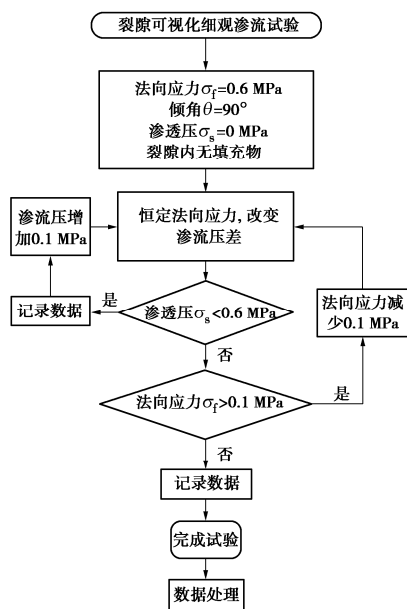 裂隙可视化细观渗流试验
法向应力σf=0.6 MPa
倾角θ=90°
渗透压σs=0 MPa
裂隙内无填充物
渗流压增
加0.1 MPa
恒定法向应力,改变
渗流压差
记录数据
是
渗透压σs<0.6 MPa
法向应力减
少0.1 MPa
否
法向应力σf>0.1 MPa
是
否
记录数据
完成试验
数据处理